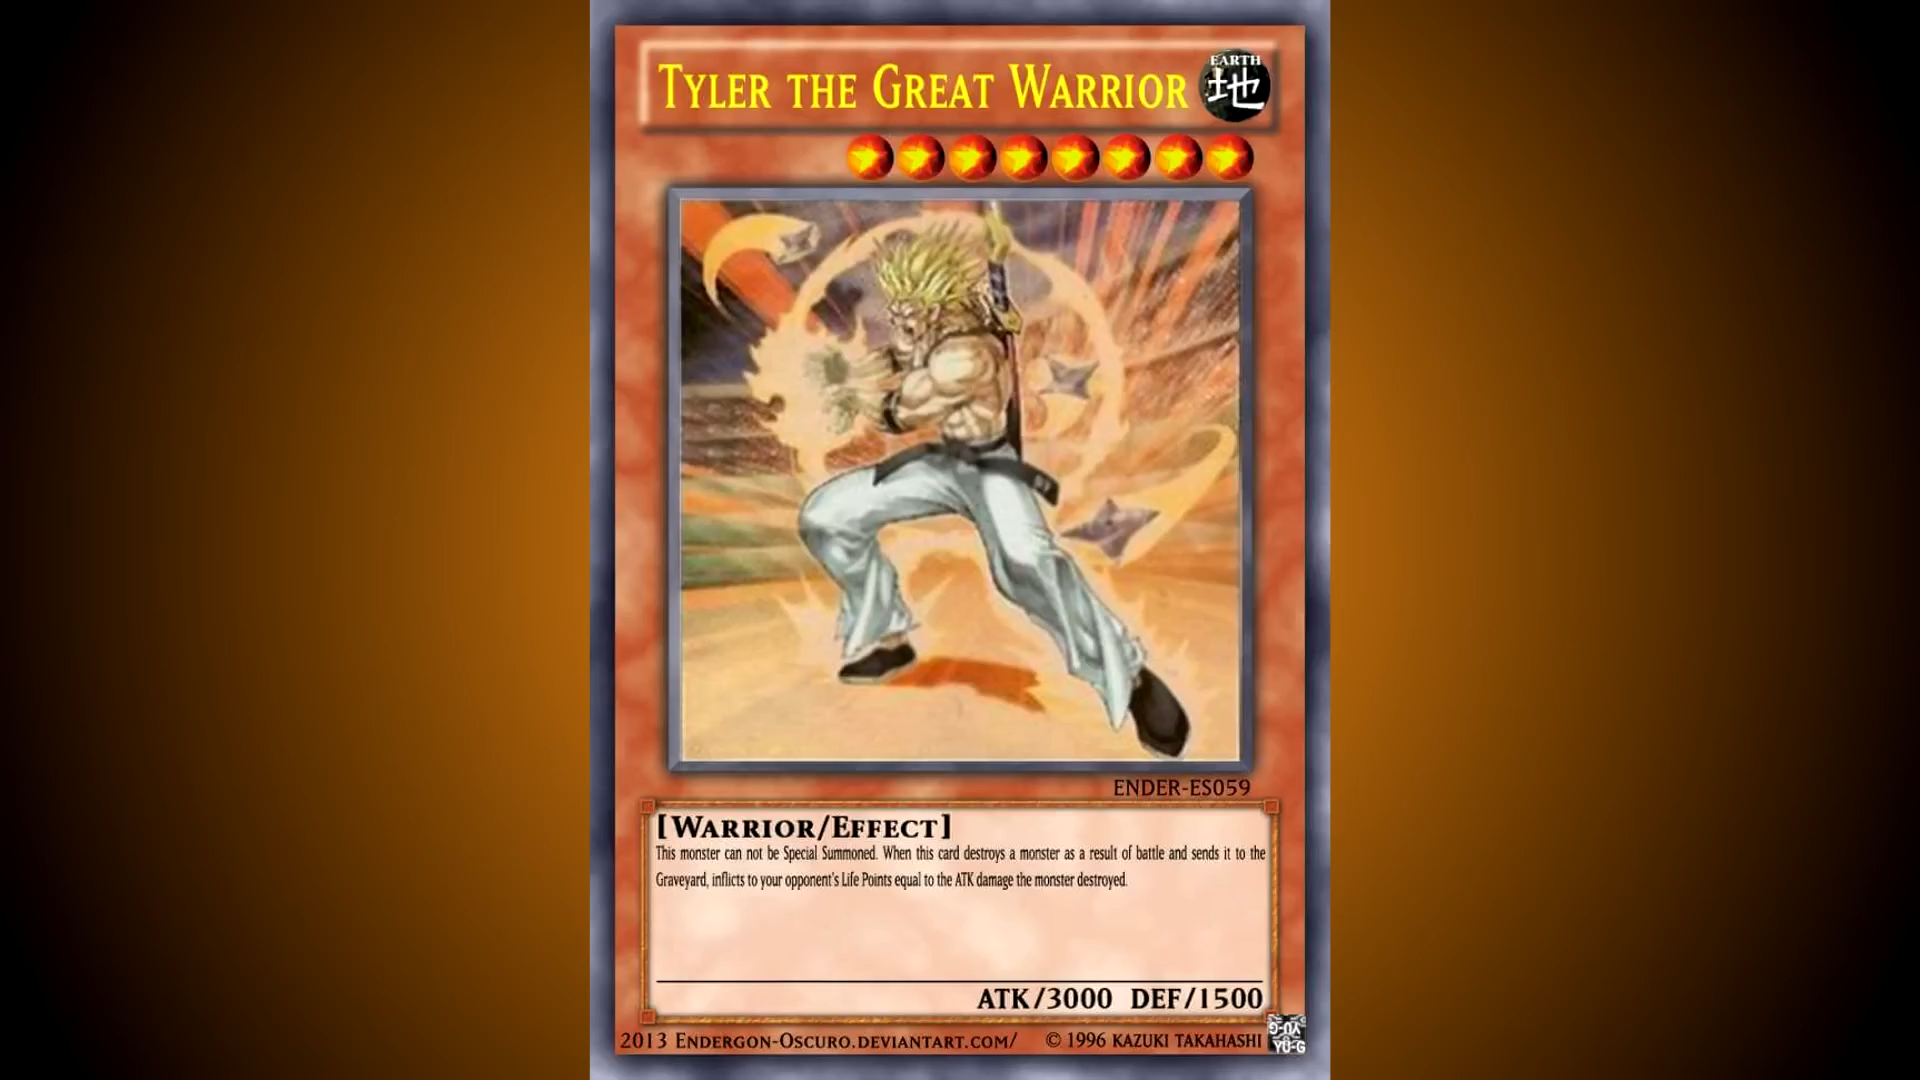 TYLER THE GREAT WARRIOR
EARTH
地
ENDER-ES059
[WARRIOR/EFFECT]
This monster can not be Special Summoned. When this card destroys a monster as a result of battle and sends it to the
Graveyard, inflicts to your opponent's Life Points equal to the ATK damage the monster destroyed.
ATK/3000 DEF/1500
2013 ENDERGON-OSCURO.DEVIANTART.COM/ © 1996 KAZUKI TAKAHASHI